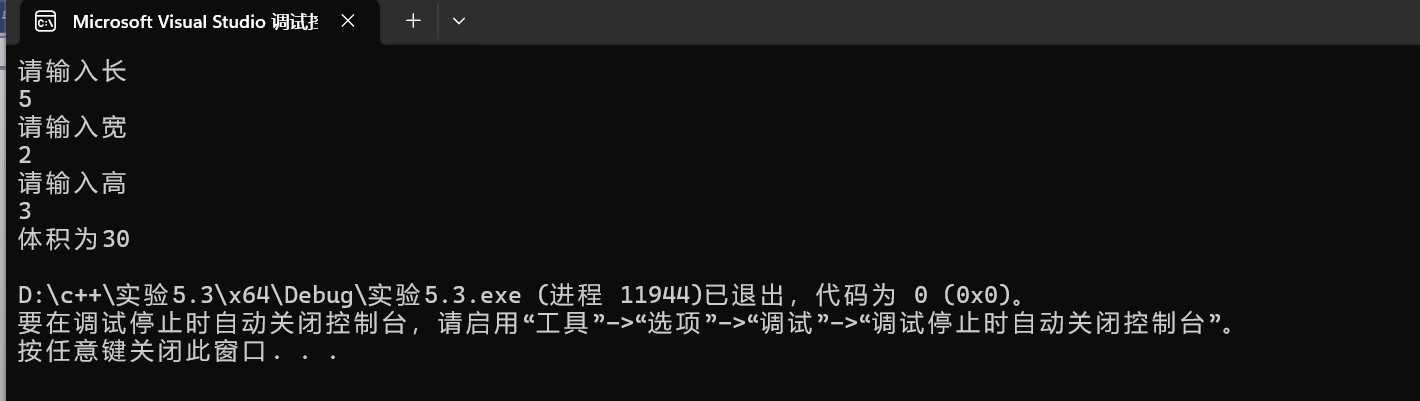 Microsoft Visual Studio 调试
请输入长
5
请输入宽
2
请输入高
3
体积为30
D:\c++\实验5.3\x64\Debug\实验5.3.exe (进程 11944)已退出，代码为 0 (0x0)。
要在调试停止时自动关闭控制台，请启用“工具”->“选项”->“调试”->“调试停止时自动关闭控制台”。
按任意键关闭此窗口. . .